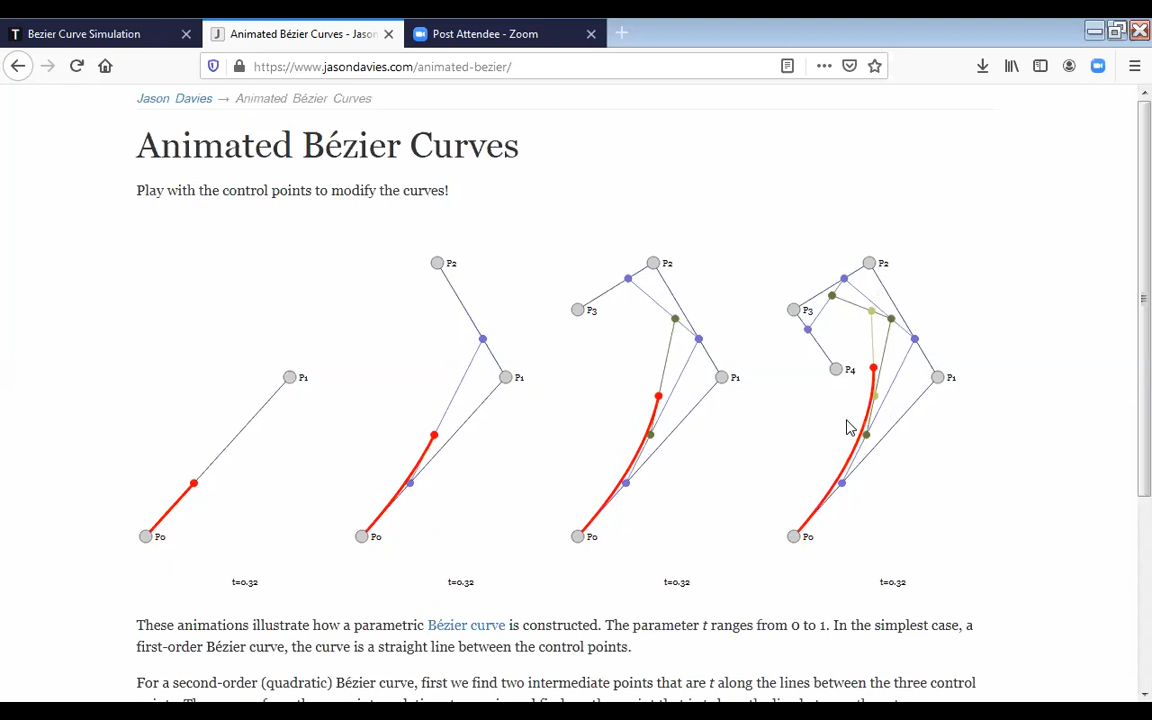 Bezier Curve Simulation
Animated Bézier Curves - Jason
Post Attendee - Zoom
https://www.jasondavies.com/animated-bezier/
Jason Davies → Animated Bézier Curves
Animated Bézier Curves
Play with the control points to modify the curves!
P2 P2 P2
P3 P3
P4
P1 P1 P1 P1
P0 P0 P0 P0
t=0.32 t=0.32 t=0.32 t=0.32
These animations illustrate how a parametric Bézier curve is constructed. The parameter t ranges from 0 to 1. In the simplest case, a
first-order Bézier curve, the curve is a straight line between the control points.
For a second-order (quadratic) Bézier curve, first we find two intermediate points that are t along the lines between the three control